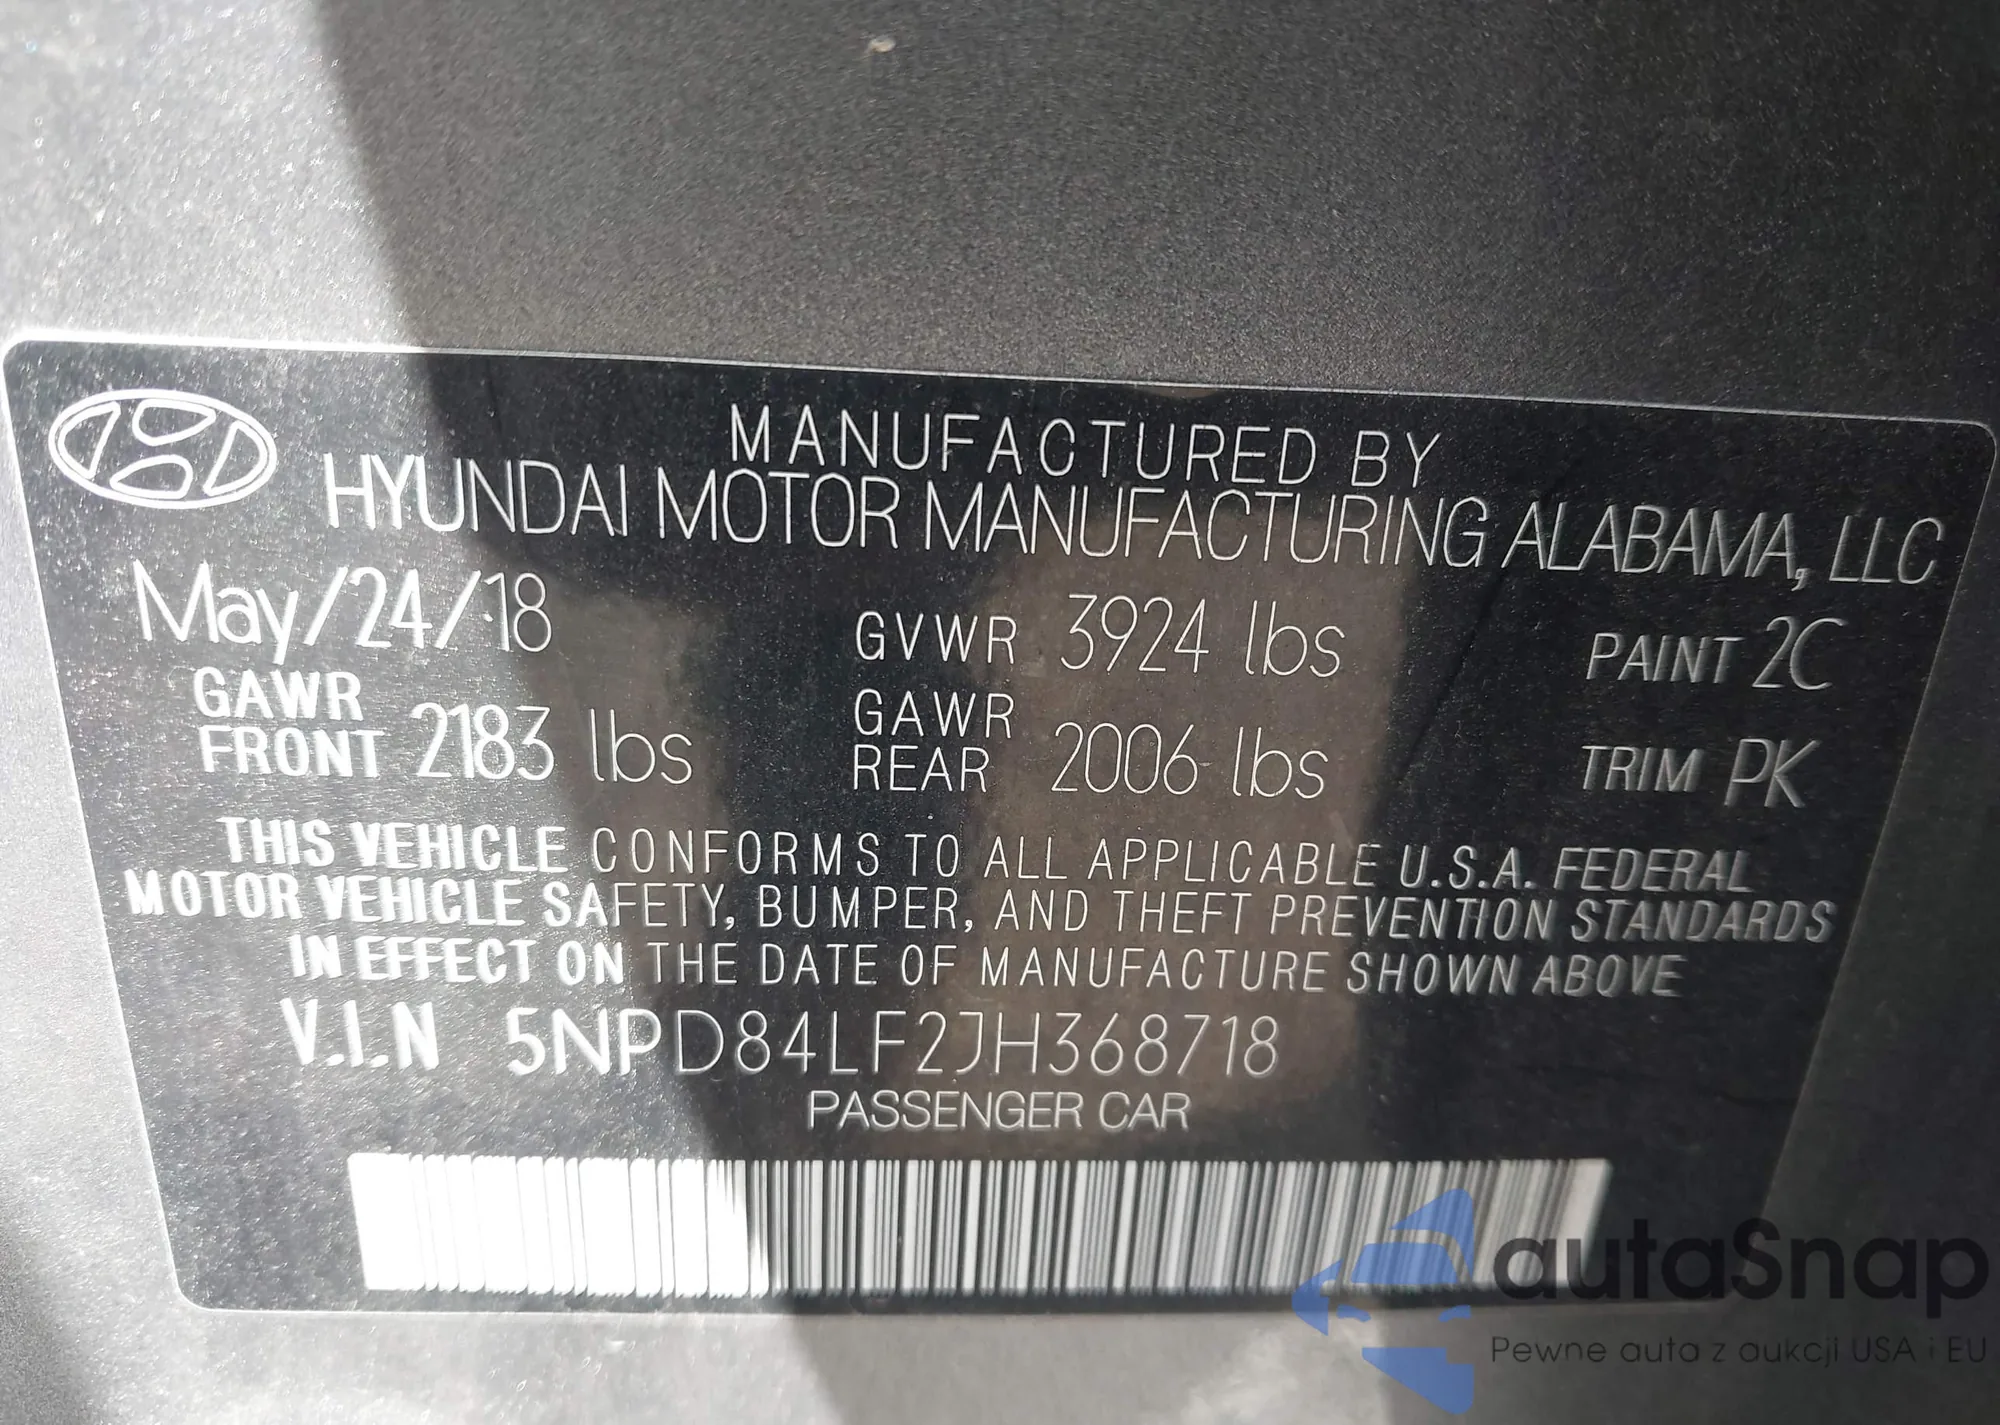 MANUFACTURED BY
HYUNDAI MOTOR MANUFACTURING ALABAMA, LLC
May/24/18 GVWR 3924 lbs PAINT 2C
GAWR FRONT 2183 lbs GAWR REAR 2006 lbs TRIM PK
THIS VEHICLE CONFORMS TO ALL APPLICABLE U.S.A. FEDERAL
MOTOR VEHICLE SAFETY, BUMPER, AND THEFT PREVENTION STANDARDS
IN EFFECT ON THE DATE OF MANUFACTURE SHOWN ABOVE
V.I.N 5NPD84LF2JH368718
PASSENGER CAR
autaSnap
Pewne auta z aukcji USA i EU